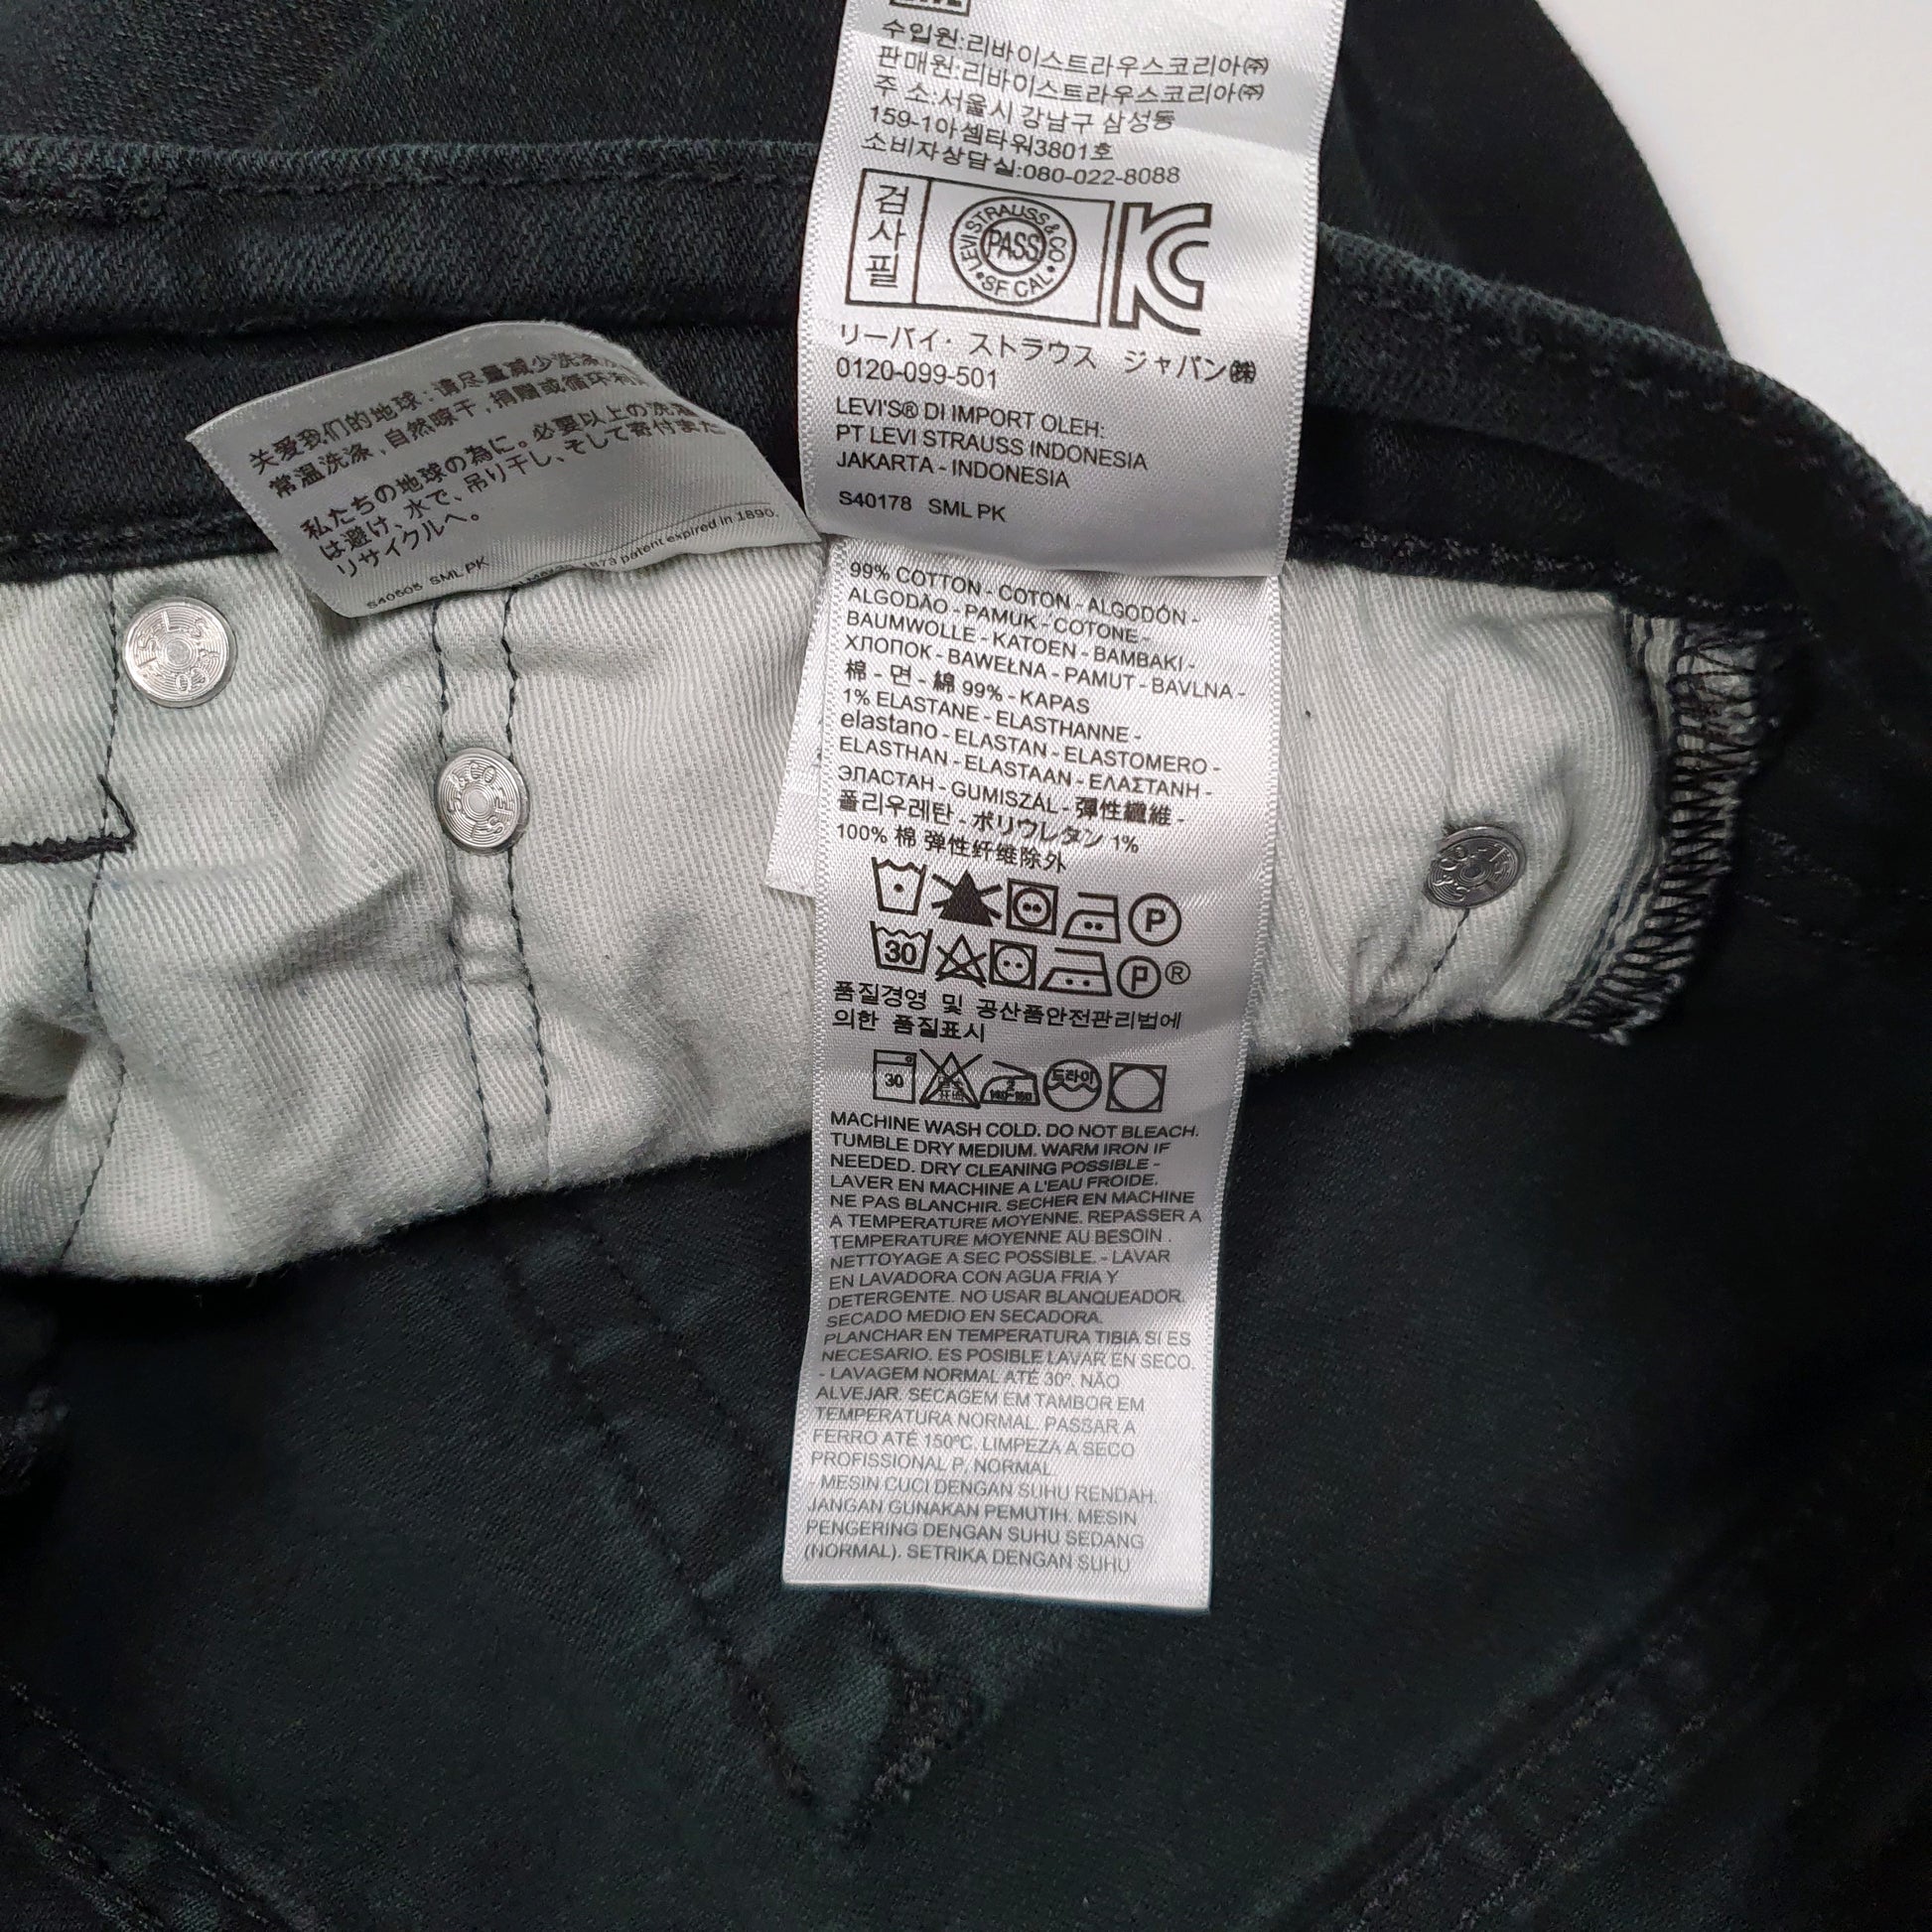 수입원:리바이스트라우스코리아㈜
판매원:리바이스트라우스코리아㈜
주 소:서울시 강남구 삼성동
159-1아셈타워3801호
소비자상담실:080-022-8088
검사필
LEVI STRAUSS & CO
PASS
SF CAL
リーバイ・ストラウス ジャパン㈱
0120-099-501
LEVI'S® DI IMPORT OLEH:
PT LEVI STRAUSS INDONESIA
JAKARTA - INDONESIA
S40178 SML PK
关爱我们的地球:请尽量减少洗涤
常温洗涤,自然晾干,捐赠或循环利
私たちの地球の為に。必要以上の洗濯
は避け、水で、吊り干し、そして寄付また
リサイクルへ。
S40505 SML PK
1873 patent expired in 1890.
99% COTTON - COTON - ALGODÓN -
ALGODÃO - PAMUK - COTONE -
BAUMWOLLE - KATOEN - BAMBAKI -
ХЛОПОК - BAWEŁNA - PAMUT - BAVLNA -
棉 - 면 - 綿 99% - KAPAS
1% ELASTANE - ELASTHANNE -
elastano - ELASTAN - ELASTOMERO -
ELASTHAN - ELASTAAN - ΕΛΑΣΤΑΝΗ -
ЭЛАСТАН - GUMISZÁL - 彈性纖維 -
폴리우레탄 - ポリウレタン 1%
100% 棉 弹性纤维除外
P
30 P ®
품질경영 및 공산품안전관리법에
의한 품질표시
30 드라이
MACHINE WASH COLD. DO NOT BLEACH.
TUMBLE DRY MEDIUM. WARM IRON IF
NEEDED. DRY CLEANING POSSIBLE -
LAVER EN MACHINE A L'EAU FROIDE.
NE PAS BLANCHIR. SECHER EN MACHINE
A TEMPERATURE MOYENNE. REPASSER A
TEMPERATURE MOYENNE AU BESOIN .
NETTOYAGE A SEC POSSIBLE. - LAVAR
EN LAVADORA CON AGUA FRIA Y
DETERGENTE. NO USAR BLANQUEADOR.
SECADO MEDIO EN SECADORA.
PLANCHAR EN TEMPERATURA TIBIA SI ES
NECESARIO. ES POSIBLE LAVAR EN SECO.
- LAVAGEM NORMAL ATÉ 30º. NÃO
ALVEJAR. SECAGEM EM TAMBOR EM
TEMPERATURA NORMAL. PASSAR A
FERRO ATÉ 150ºC. LIMPEZA A SECO
PROFISSIONAL P, NORMAL.
- MESIN CUCI DENGAN SUHU RENDAH.
JANGAN GUNAKAN PEMUTIH. MESIN
PENGERING DENGAN SUHU SEDANG
(NORMAL). SETRIKA DENGAN SUHU